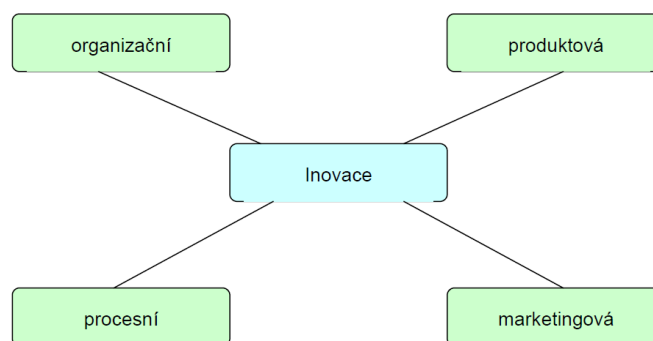 organizační
produktová
Inovace
procesní
marketingová